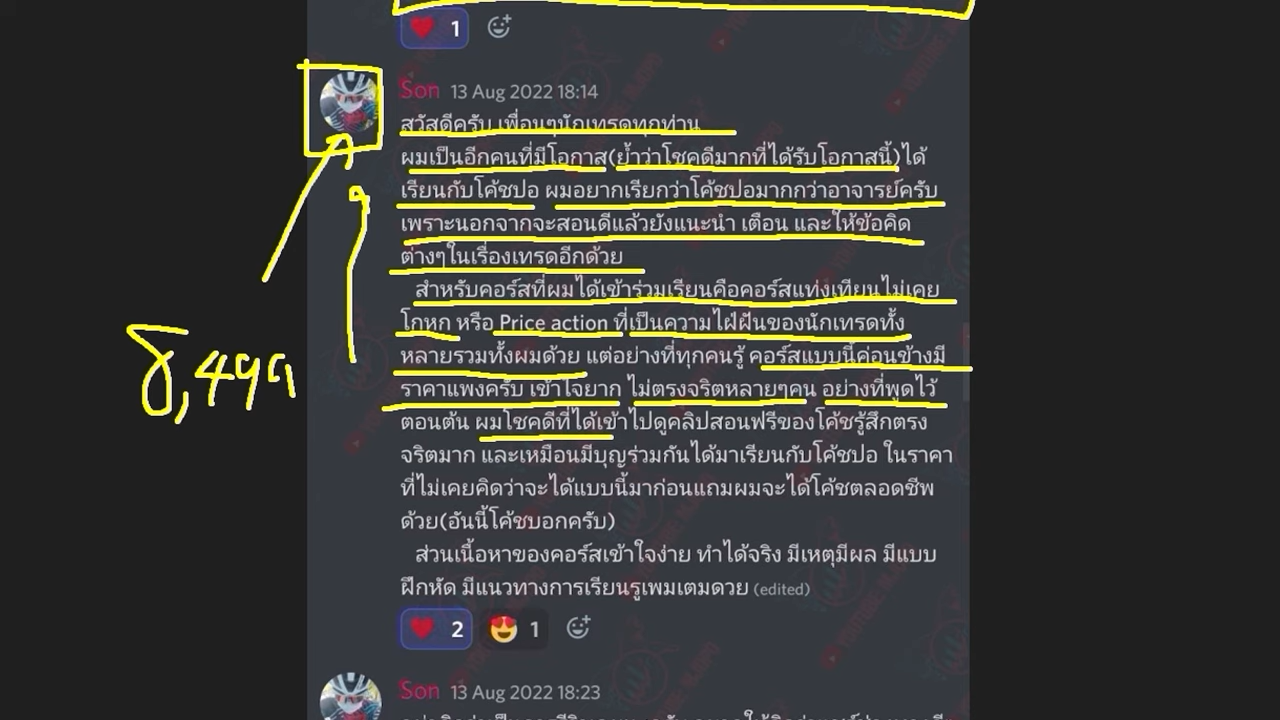 1
Son 13 Aug 2022 18:14
สวัสดีครับ เพื่อนๆนักเทรดทุกท่าน
ผมเป็นอีกคนที่มีโอกาส(ย้ำว่าโชคดีมากที่ได้รับโอกาสนี้)ได้
เรียนกับโค้ชปอ ผมอยากเรียกว่าโค้ชปอมากกว่าอาจารย์ครับ
เพราะนอกจากจะสอนดีแล้วยังแนะนำ เตือน และให้ข้อคิด
ต่างๆในเรื่องเทรดอีกด้วย
สำหรับคอร์สที่ผมได้เข้าร่วมเรียนคือคอร์สแท่งเทียนไม่เคย
โกหก หรือ Price action ที่เป็นความใฝ่ฝันของนักเทรดทั้ง
หลายรวมทั้งผมด้วย แต่อย่างที่ทุกคนรู้ คอร์สแบบนี้ค่อนข้างมี
ราคาแพงครับ เข้าใจยาก ไม่ตรงจริตหลายๆคน อย่างที่พูดไว้
ตอนต้น ผมโชคดีที่ได้เข้าไปดูคลิปสอนฟรีของโค้ชรู้สึกตรง
จริตมาก และเหมือนมีบุญร่วมกันได้มาเรียนกับโค้ชปอ ในราคา
ที่ไม่เคยคิดว่าจะได้แบบนี้มาก่อนแถมผมจะได้โค้ชตลอดชีพ
ด้วย(อันนี้โค้ชบอกครับ)
ส่วนเนื้อหาของคอร์สเข้าใจง่าย ทำได้จริง มีเหตุมีผล มีแบบ
ฝึกหัด มีแนวทางการเรียนรู้เพิ่มเติมด้วย (edited)
2 1
Son 13 Aug 2022 18:23